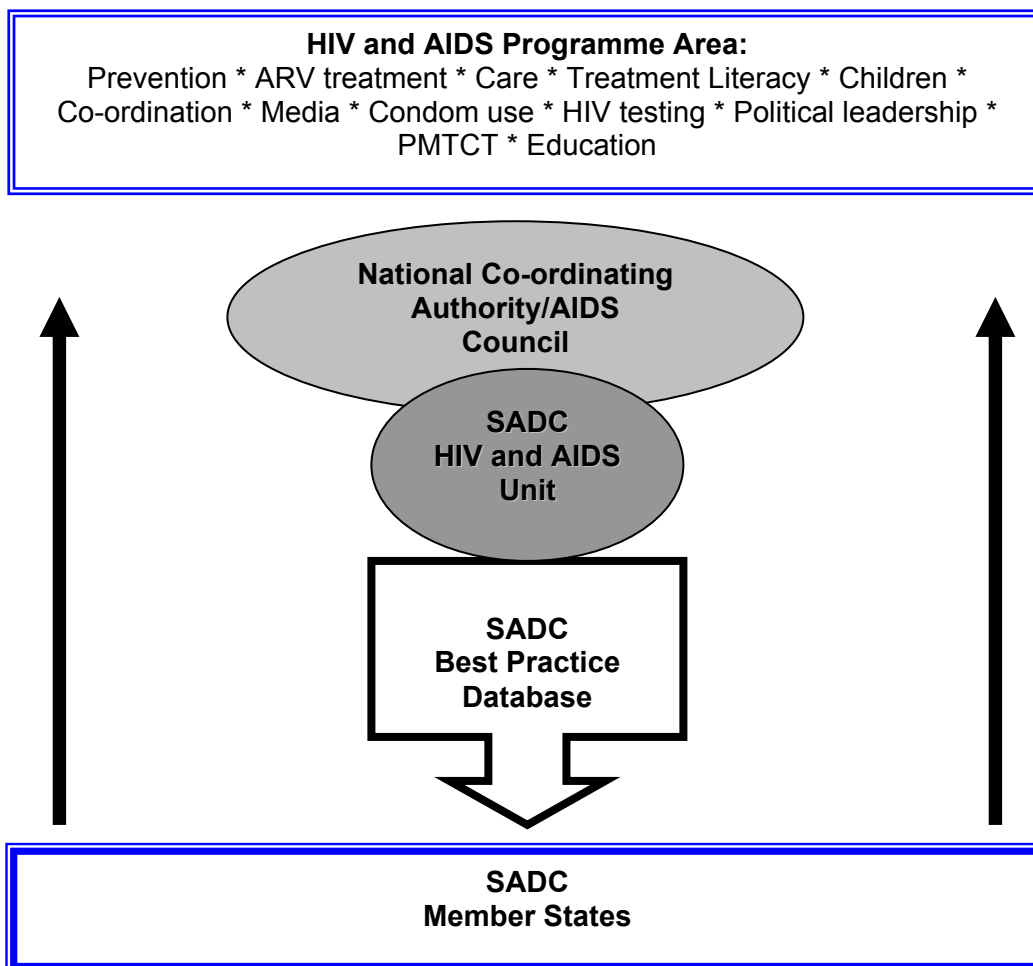 HIV and AIDS Programme Area:
Prevention * ARV treatment * Care * Treatment Literacy * Children *
Co-ordination * Media * Condom use * HIV testing * Political leadership *
PMTCT * Education
National Co-ordinating
Authority/AIDS
Council
SADC
HIV and AIDS
Unit
SADC
Best Practice
Database
SADC
Member States